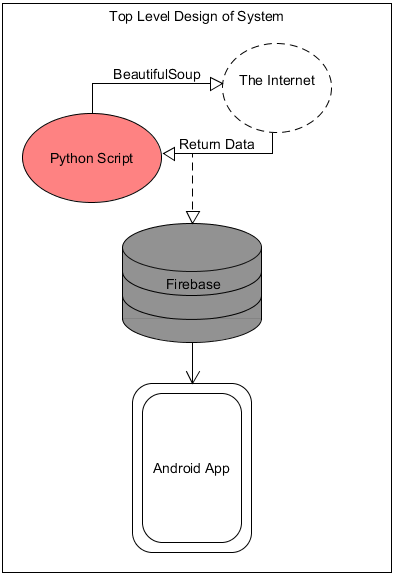 Top Level Design of System
BeautifulSoup
The Internet
Return Data
Python Script
Firebase
Android App